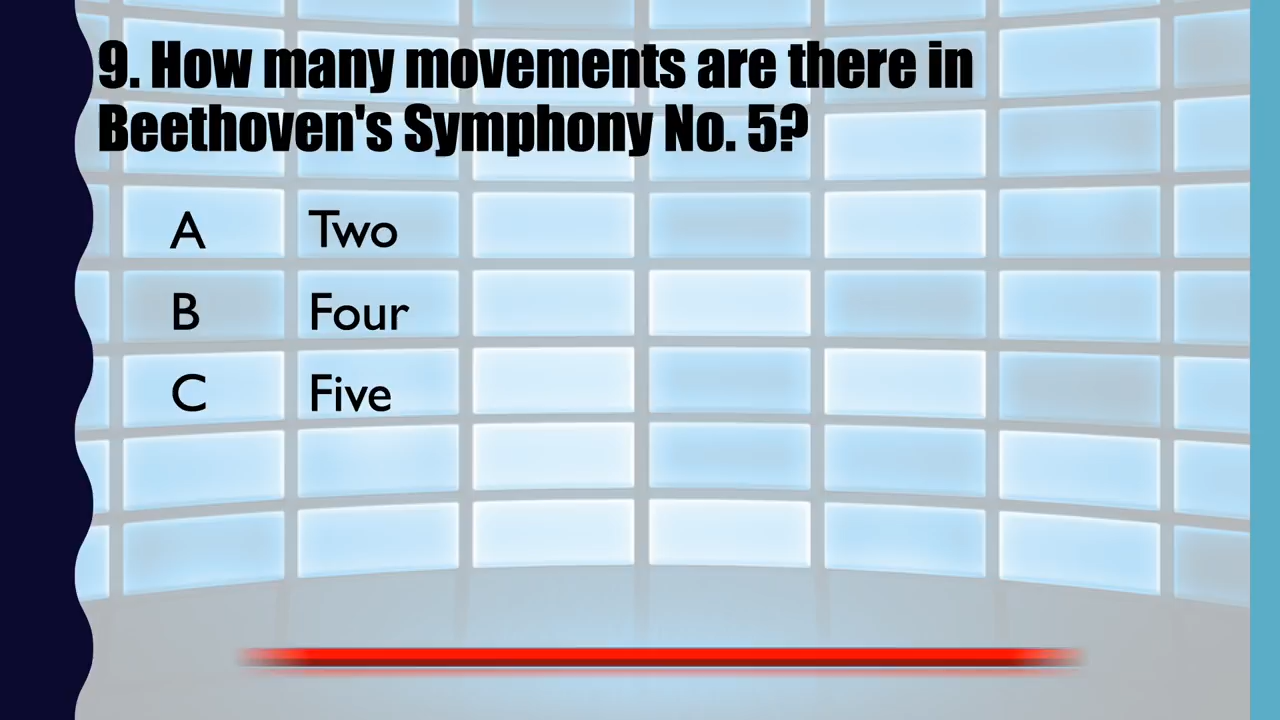 9. How many movements are there in
Beethoven's Symphony No. 5?
A Two
B Four
C Five